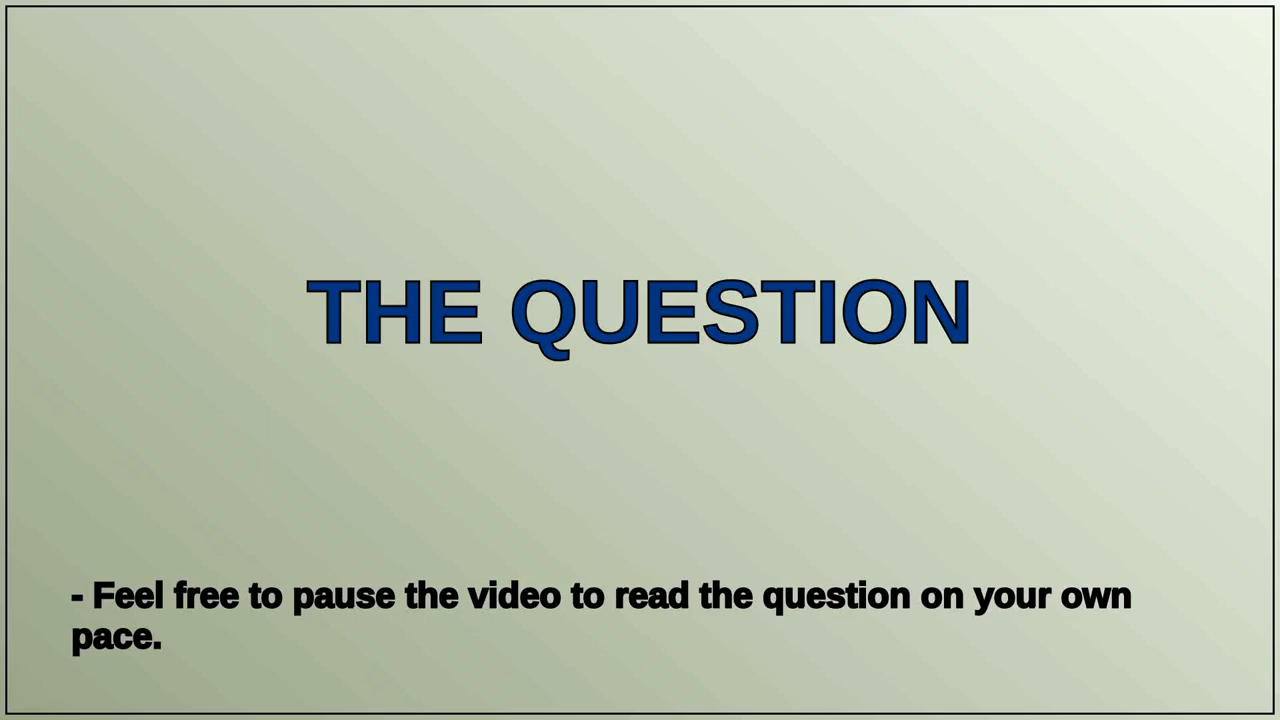 THE QUESTION
- Feel free to pause the video to read the question on your own
pace.